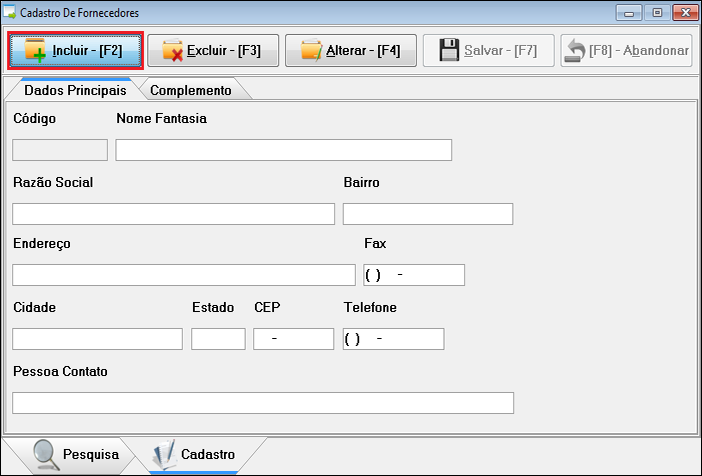 Cadastro De Fornecedores
Incluir - [F2] Excluir - [F3] Alterar - [F4] Salvar - [F7] [F8] - Abandonar
Dados Principais Complemento
Código Nome Fantasia
Razão Social Bairro
Endereço Fax
( ) -
Cidade Estado CEP Telefone
- ( ) -
Pessoa Contato
Pesquisa Cadastro